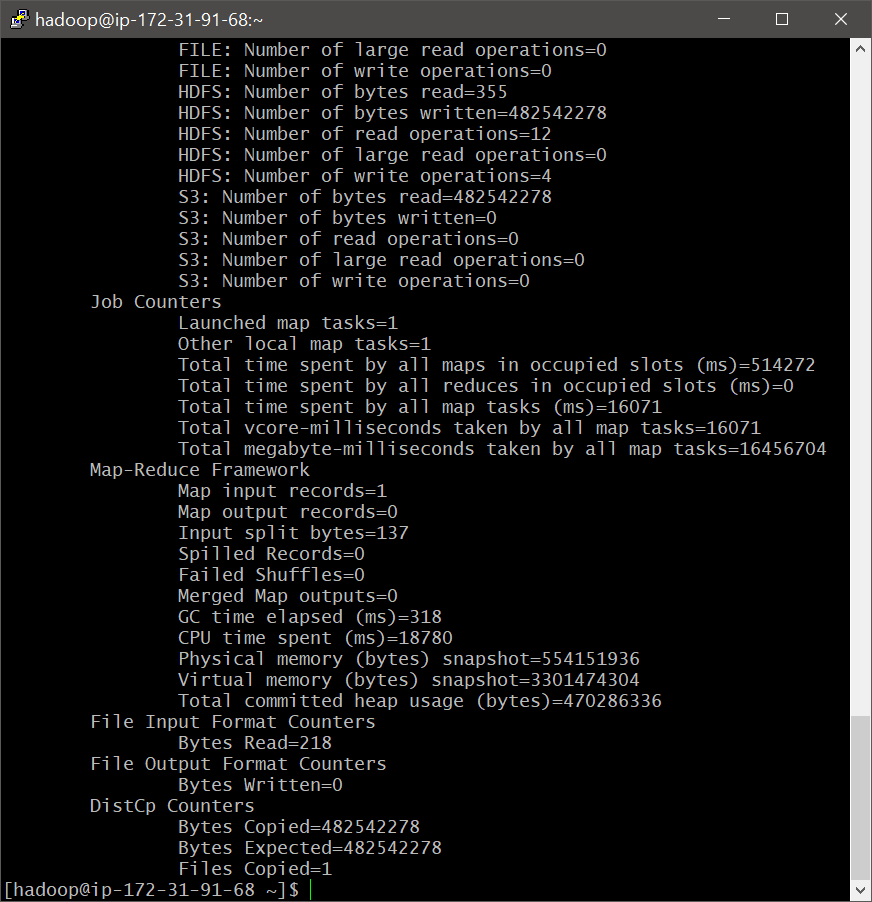 hadoop@ip-172-31-91-68:~
FILE: Number of large read operations=0
FILE: Number of write operations=0
HDFS: Number of bytes read=355
HDFS: Number of bytes written=482542278
HDFS: Number of read operations=12
HDFS: Number of large read operations=0
HDFS: Number of write operations=4
S3: Number of bytes read=482542278
S3: Number of bytes written=0
S3: Number of read operations=0
S3: Number of large read operations=0
S3: Number of write operations=0
Job Counters
Launched map tasks=1
Other local map tasks=1
Total time spent by all maps in occupied slots (ms)=514272
Total time spent by all reduces in occupied slots (ms)=0
Total time spent by all map tasks (ms)=16071
Total vcore-milliseconds taken by all map tasks=16071
Total megabyte-milliseconds taken by all map tasks=16456704
Map-Reduce Framework
Map input records=1
Map output records=0
Input split bytes=137
Spilled Records=0
Failed Shuffles=0
Merged Map outputs=0
GC time elapsed (ms)=318
CPU time spent (ms)=18780
Physical memory (bytes) snapshot=554151936
Virtual memory (bytes) snapshot=3301474304
Total committed heap usage (bytes)=470286336
File Input Format Counters
Bytes Read=218
File Output Format Counters
Bytes Written=0
DistCp Counters
Bytes Copied=482542278
Bytes Expected=482542278
Files Copied=1
[hadoop@ip-172-31-91-68 ~]$